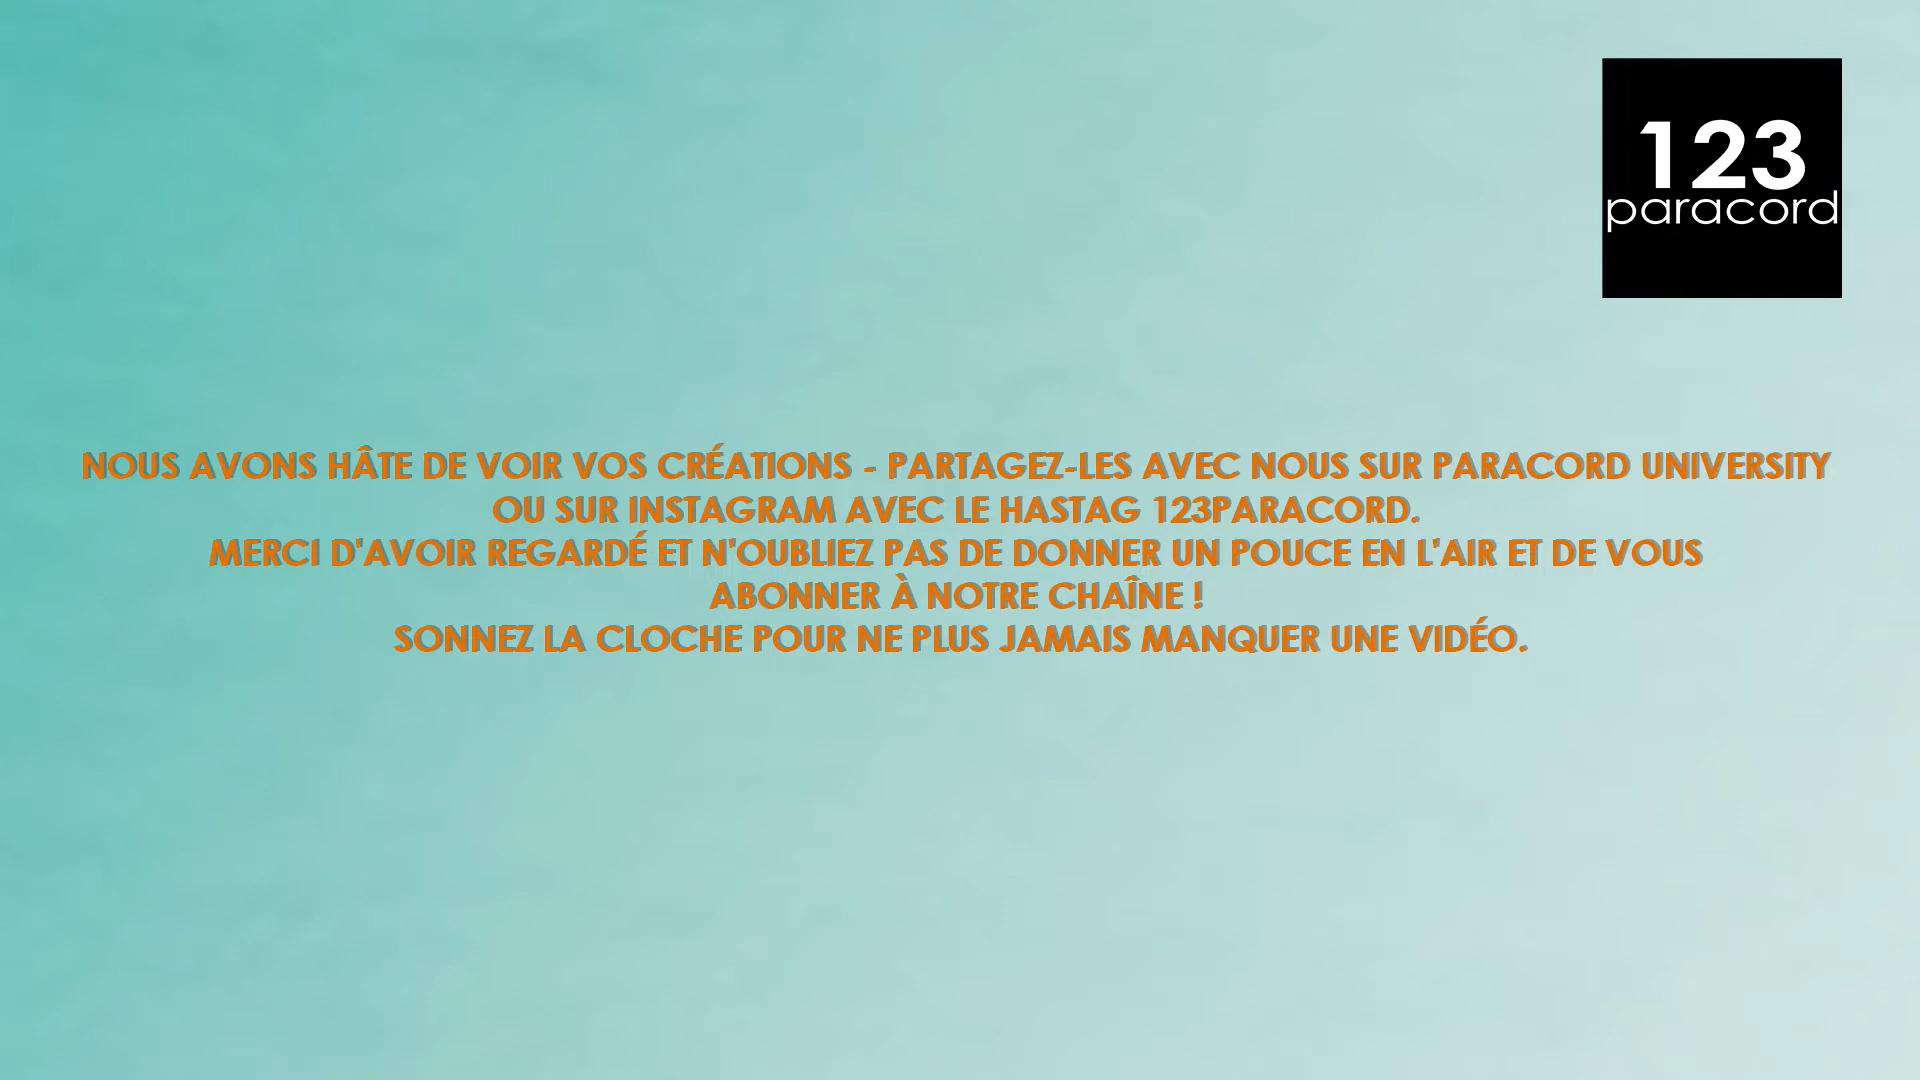 123
paracord
NOUS AVONS HÂTE DE VOIR VOS CRÉATIONS - PARTAGEZ-LES AVEC NOUS SUR PARACORD UNIVERSITY
OU SUR INSTAGRAM AVEC LE HASTAG 123PARACORD.
MERCI D'AVOIR REGARDÉ ET N'OUBLIEZ PAS DE DONNER UN POUCE EN L'AIR ET DE VOUS
ABONNER À NOTRE CHAÎNE !
SONNEZ LA CLOCHE POUR NE PLUS JAMAIS MANQUER UNE VIDÉO.